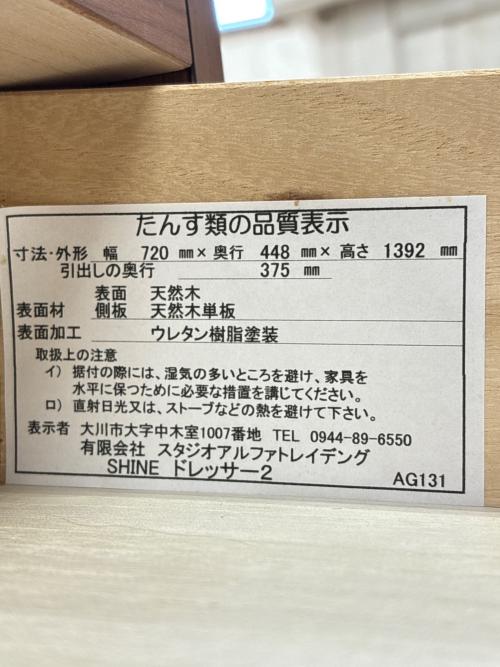 たんす類の品質表示
寸法・外形 幅 720 mm× 奥行 448 mm× 高さ 1392 mm
引出しの奥行 375 mm
表面 天然木
表面材 側板 天然木単板
表面加工 ウレタン樹脂塗装
取扱上の注意
イ) 据付の際には、湿気の多いところを避け、家具を
水平に保つために必要な措置を講じてください。
ロ) 直射日光又は、ストーブなどの熱を避けて下さい。
表示者 大川市大字中木室1007番地 TEL 0944-89-6550
有限会社 スタジオアルファトレイデング
SHINE ドレッサー2
AG131